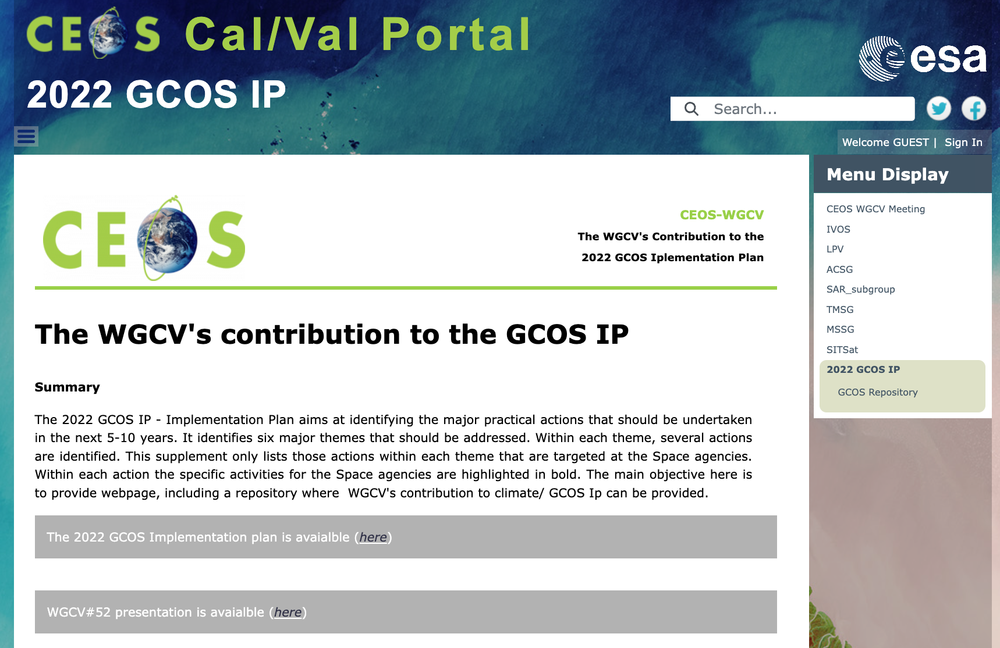 CEOS Cal/Val Portal
esa
2022 GCOS IP
Search...
Welcome GUEST | Sign In
CEOS
CEOS-WGCV
The WGCV's Contribution to the
2022 GCOS Iplementation Plan
The WGCV's contribution to the GCOS IP
Summary
The 2022 GCOS IP - Implementation Plan aims at identifying the major practical actions that should be undertaken
in the next 5-10 years. It identifies six major themes that should be addressed. Within each theme, several actions
are identified. This supplement only lists those actions within each theme that are targeted at the Space agencies.
Within each action the specific activities for the Space agencies are highlighted in bold. The main objective here is
to provide webpage, including a repository where  WGCV's contribution to climate/ GCOS Ip can be provided.
The 2022 GCOS Implementation plan is avaialble (here)
WGCV#52 presentation is avaialble (here)
Menu Display
CEOS WGCV Meeting
IVOS
LPV
ACSG
SAR_subgroup
TMSG
MSSG
SITSat
2022 GCOS IP
GCOS Repository